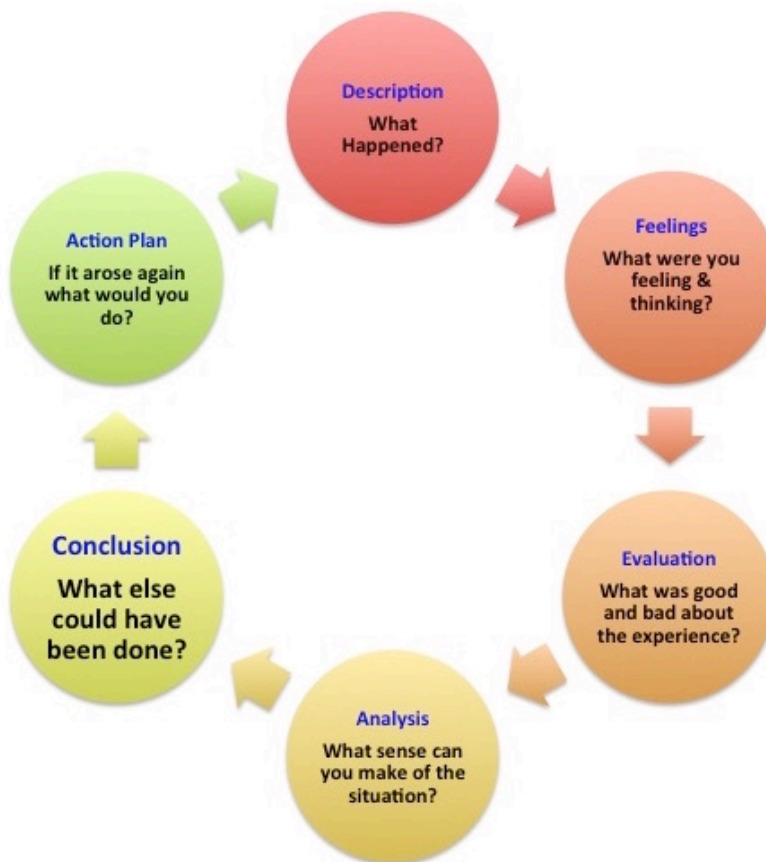 Description
What
Happened?
Feelings
What were you
feeling &
thinking?
Evaluation
What was good
and bad about
the experience?
Analysis
What sense can
you make of the
situation?
Conclusion
What else
could have
been done?
Action Plan
If it arose again
what would you
do?